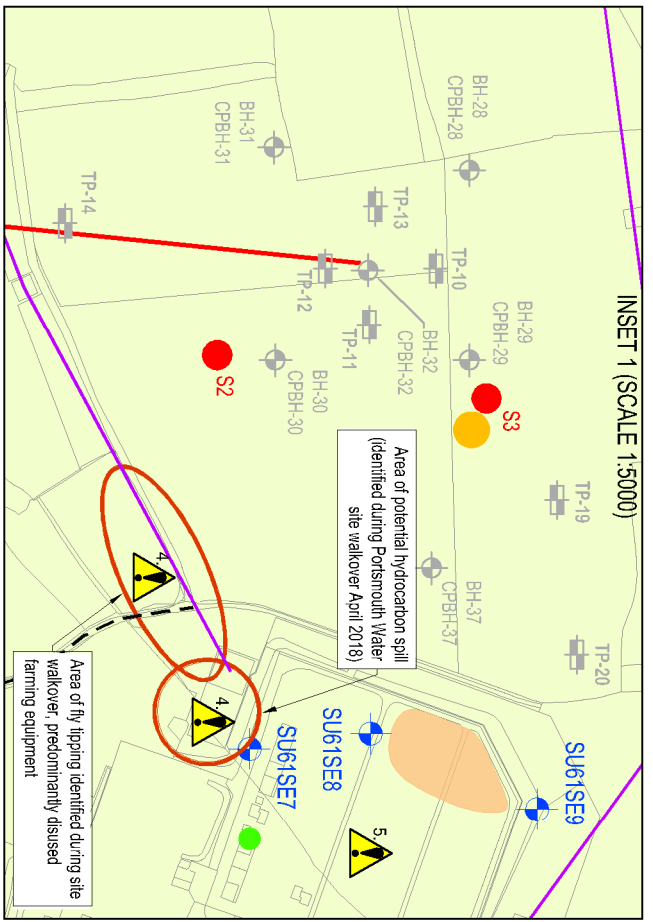 INSET 1 (SCALE 1:5000)
BH-28
CPBH-28
BH-31
CPBH-31
TP-13
TP-14
TP-10
TP-12
TP-11
BH-32
CPBH-32
BH-29
CPBH-29
BH-30
CPBH-30
S3
S2
TP-19
TP-20
BH-37
CPBH-37
Area of potential hydrocarbon spill
(identified during Portsmouth Water
site walkover April 2018)
4.
4.
5.
SU61SE9
SU61SE8
SU61SE7
Area of fly tipping identified during site
walkover, predominantly disused
farming equipment